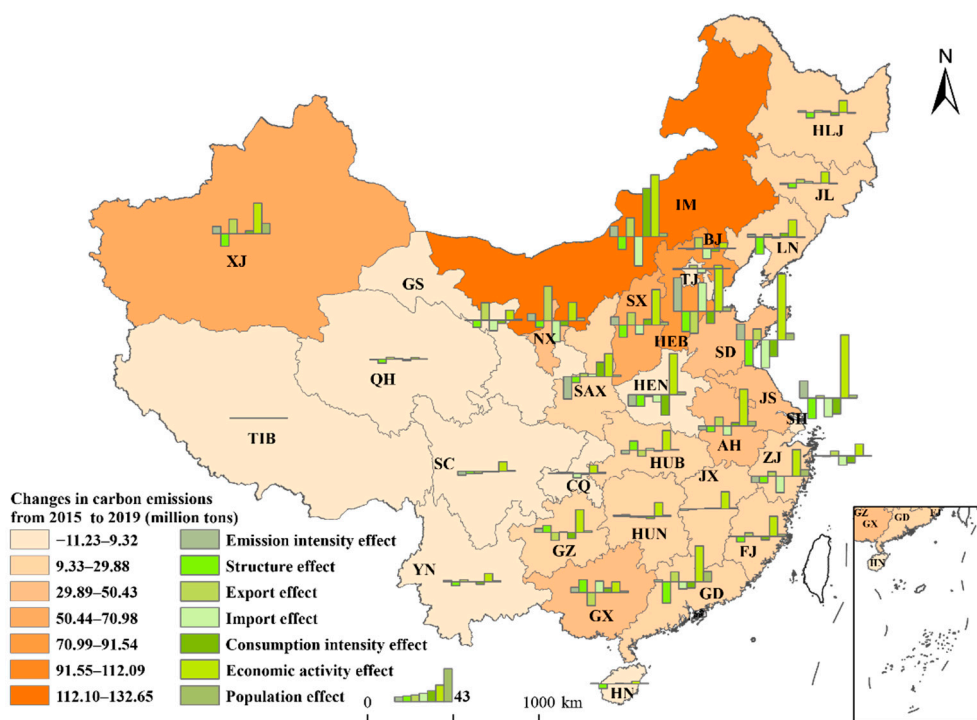 N
HLJ
JL
IM
BJ
LN
XJ
GS
TJ
SX
NX
HEB
SD
QH
SAX
HEN
JS
SH
TIB
AH
SC
HUB
ZJ
CQ
JX
HUN
GZ
FJ
YN
GX
GD
HN
Changes in carbon emissions
from 2015 to 2019 (million tons)
−11.23–9.32
9.33–29.88
29.89–50.43
50.44–70.98
70.99–91.54
91.55–112.09
112.10–132.65
Emission intensity effect
Structure effect
Export effect
Import effect
Consumption intensity effect
Economic activity effect
Population effect
43
0 1000 km
GZ
GX
GD
HN